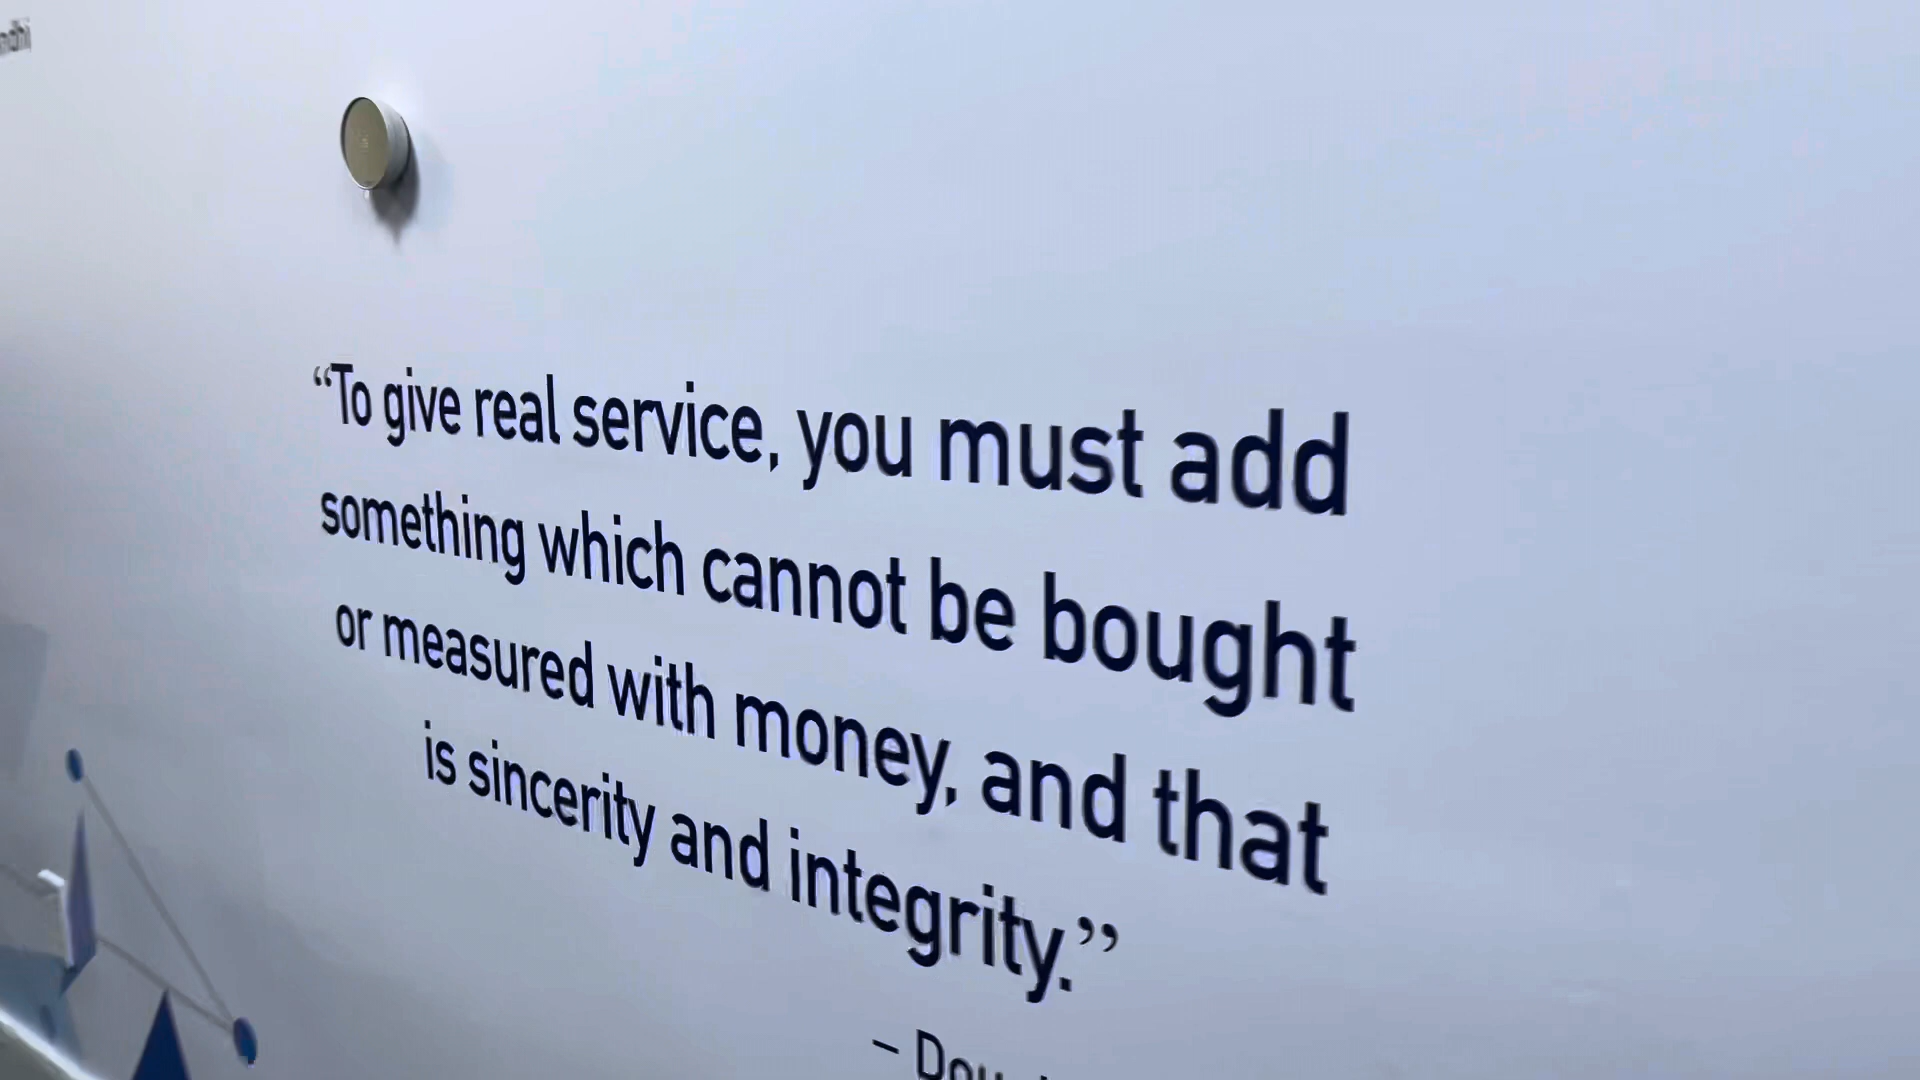 “To give real service, you must add
something which cannot be bought
or measured with money, and that
is sincerity and integrity.”